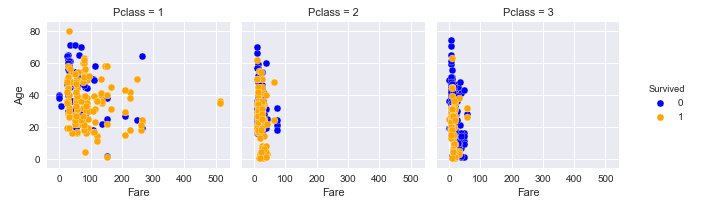 Pclass = 1
Pclass = 2
Pclass = 3
80
60
40
20
0
Age
0 100 200 300 400 500
0 100 200 300 400 500
0 100 200 300 400 500
Fare
Fare
Fare
Survived
0
1